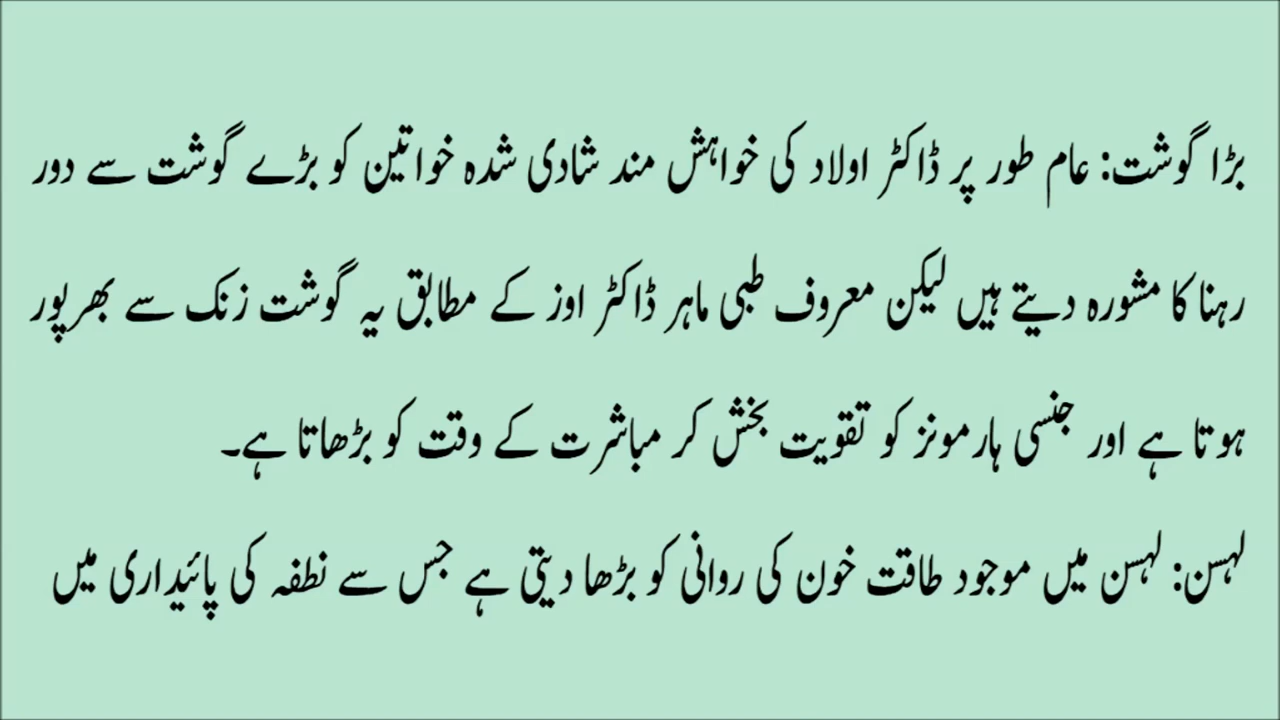 بڑا گوشت: عام طور پر ڈاکٹر اولاد کی خواہش مند شادی شدہ خواتین کو بڑے گوشت سے دور
رہنا کا مشورہ دیتے ہیں لیکن معروف طبی ماہر ڈاکٹر اوز کے مطابق یہ گوشت زنک سے بھرپور
ہوتا ہے اور جنسی ہارمونز کو تقویت بخش کر مباشرت کے وقت کو بڑھاتا ہے۔
لہسن: لہسن میں موجود طاقت خون کی روانی کو بڑھا دیتی ہے جس سے نطفہ کی پائیداری میں